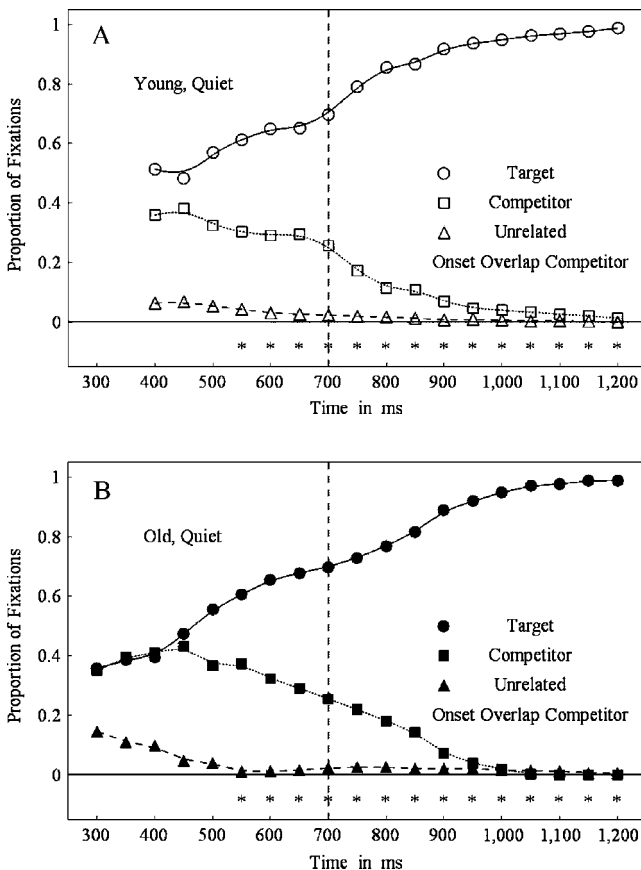 A
Young, Quiet
Proportion of Fixations
1
0.8
0.6
0.4
0.2
0
Target
Competitor
Unrelated
Onset Overlap Competitor
* * * * * * * * * * * * * *
300 400 500 600 700 800 900 1,000 1,100 1,200
Time in ms
B
Old, Quiet
Proportion of Fixations
1
0.8
0.6
0.4
0.2
0
Target
Competitor
Unrelated
Onset Overlap Competitor
* * * * * * * * * * * * * *
300 400 500 600 700 800 900 1,000 1,100 1,200
Time in ms